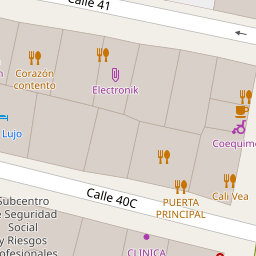 Calle 41
Corazón
contento
Electronik
Lujo
Coequim
Cali Vea
PUERTA
PRINCIPAL
Calle 40C
Subcentro
e Seguridad
Social
y Riesgos
ofesionales
CLINICA